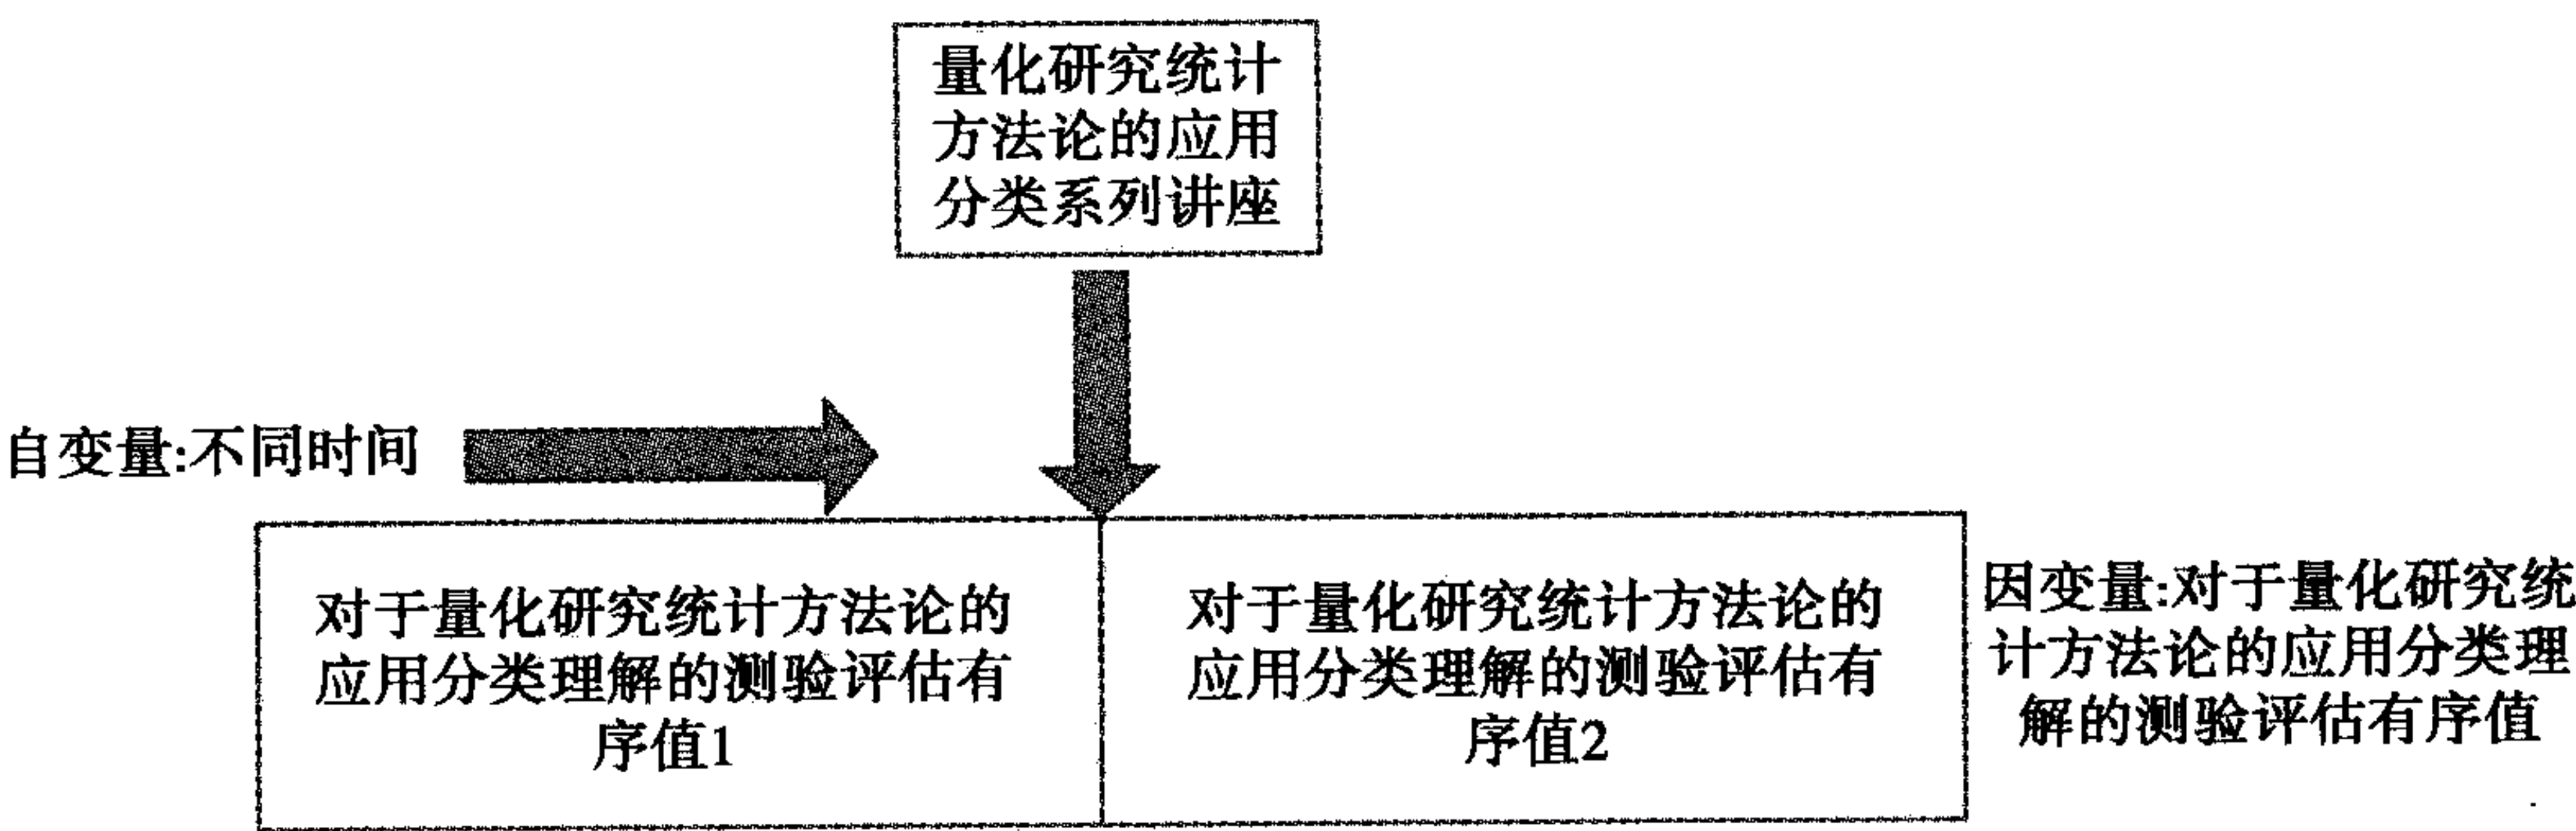 量化研究统计
方法论的应用
分类系列讲座
自变量:不同时间
对于量化研究统计方法论的
应用分类理解的测验评估有
序值1
对于量化研究统计方法论的
应用分类理解的测验评估有
序值2
因变量:对于量化研究统
计方法论的应用分类理
解的测验评估有序值